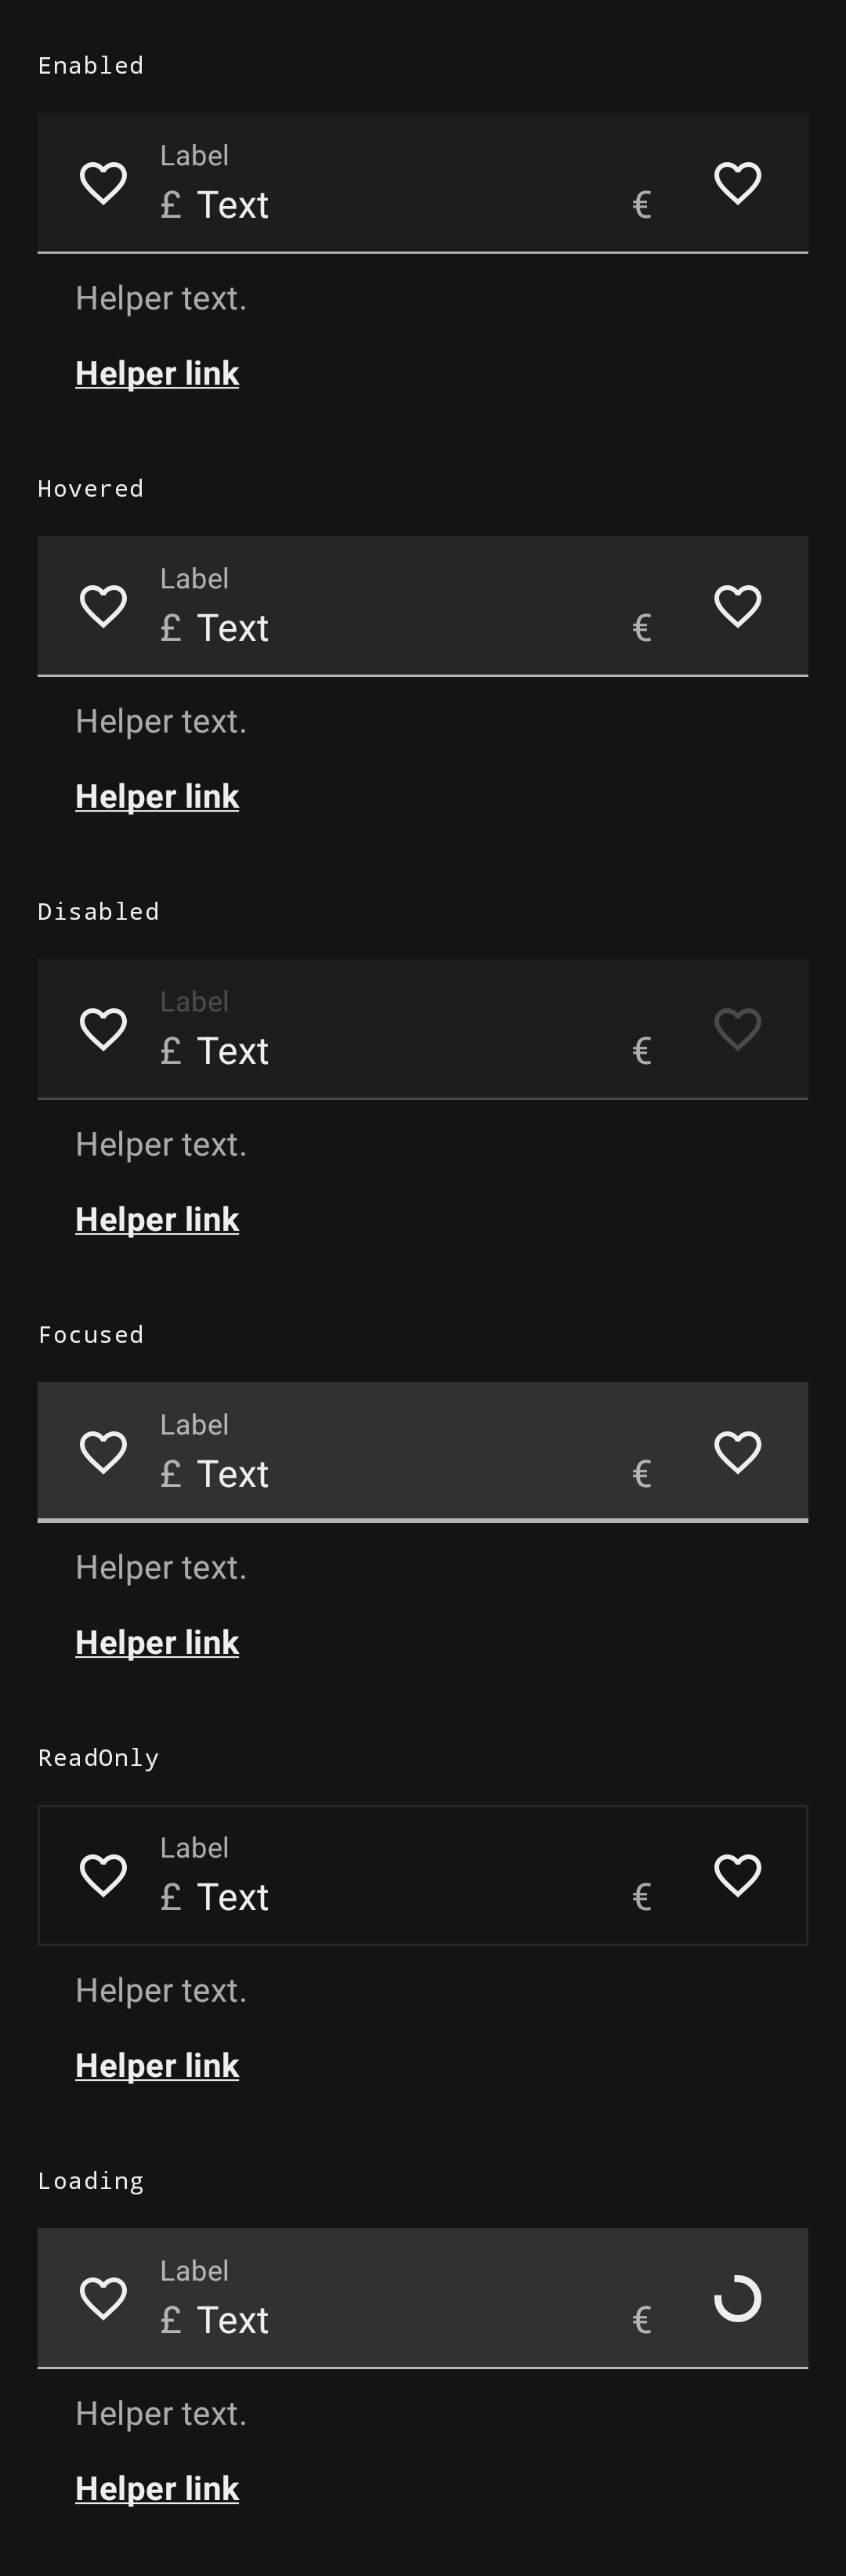 Enabled
Label
£ Text €
Helper text.
Helper link
Hovered
Label
£ Text €
Helper text.
Helper link
Disabled
Label
£ Text €
Helper text.
Helper link
Focused
Label
£ Text €
Helper text.
Helper link
ReadOnly
Label
£ Text €
Helper text.
Helper link
Loading
Label
£ Text €
Helper text.
Helper link